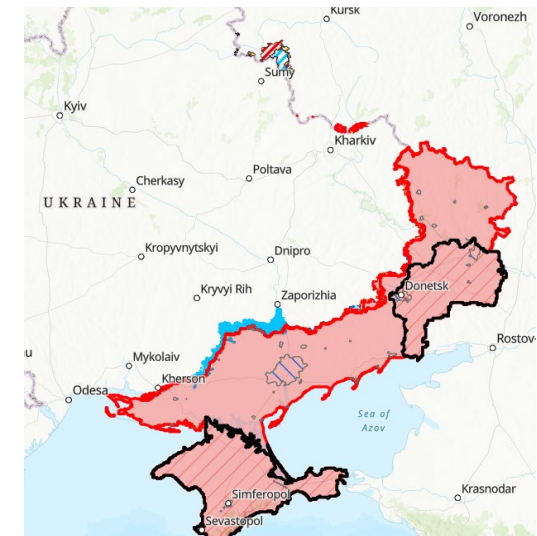 Kursk
Voronezh
Sumy
Kyiv
Kharkiv
Poltava
Cherkasy
UKRAINE
Kropyvnytskyi
Dnipro
Donetsk
Kryvyi Rih
Zaporizhia
Rostov-
Mykolaiv
Kherson
Odesa
Sea of
Azov
Krasnodar
Simferopol
Sevastopol